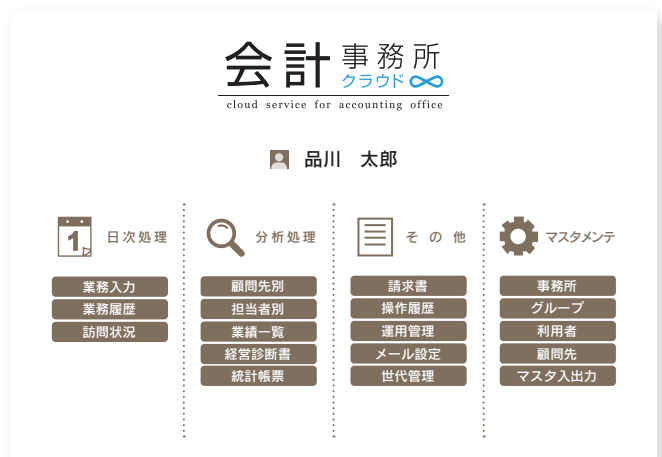 会計 事務所
クラウド
cloud service for accounting office
品川 太郎
1 日次処理
業務入力
業務履歴
訪問状況
分析処理
顧問先別
担当者別
業績一覧
経営診断書
統計帳票
その他
請求書
操作履歴
運用管理
メール設定
世代管理
マスタメンテ
事務所
グループ
利用者
顧問先
マスタ入出力